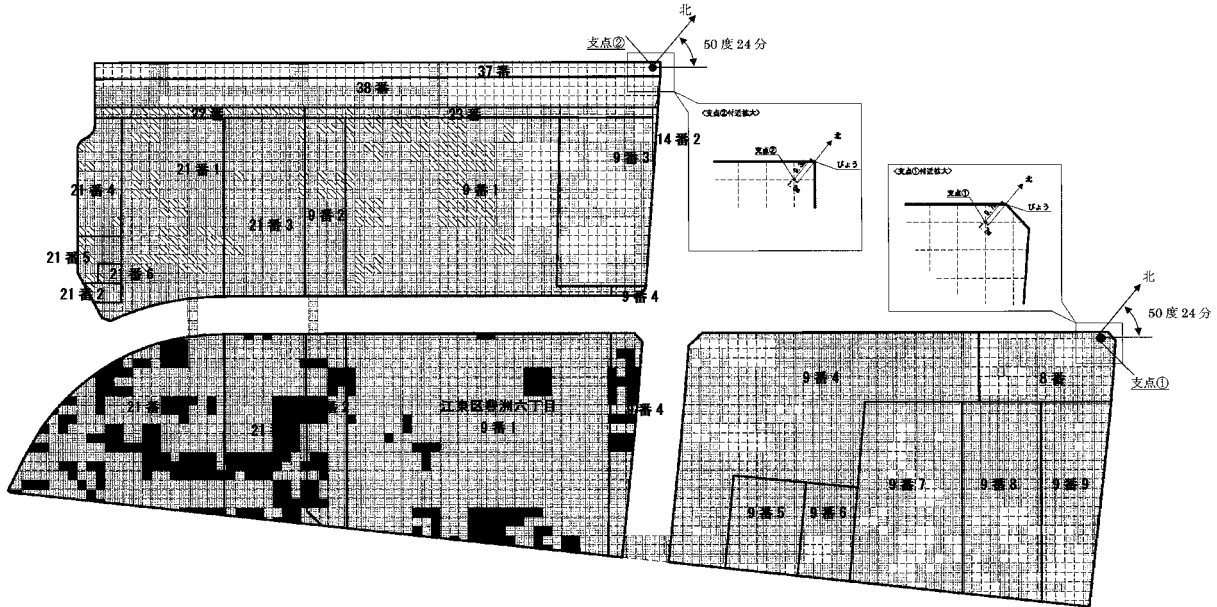 北
50度24分
支点②
37番
38番
22番
23番
14番2
9番3
21番1
21番4
9番1
9番2
21番3
21番5
21番6
21番2
9番4
<支点②付近拡大>
北
支点②
びょう
<支点①付近拡大>
北
支点①
びょう
北
50度24分
支点①
9番4
8番
21
2
江東区豊洲六丁目
9番1
21
9番4
9番7
9番8
9番9
9番5
9番6